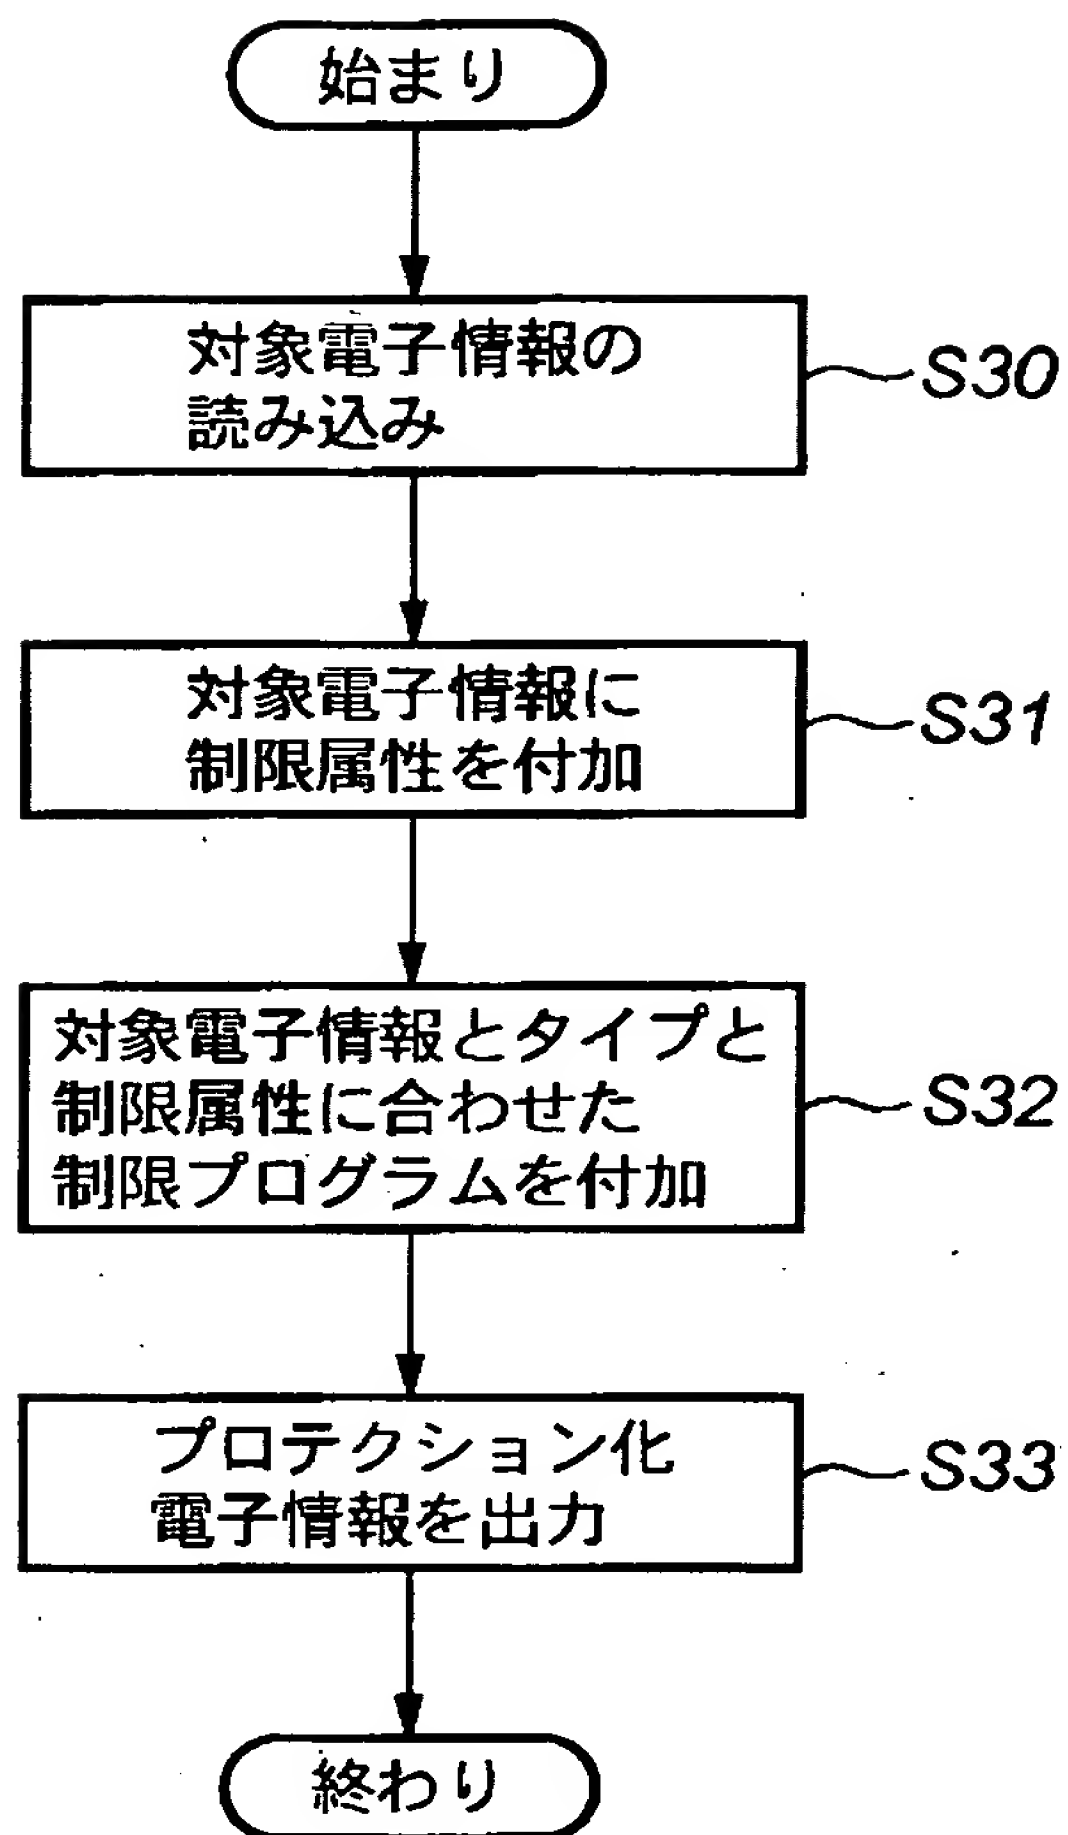 始まり
対象電子情報の
読み込み
S30
対象電子情報に
制限属性を付加
S31
対象電子情報とタイプと
制限属性に合わせた
制限プログラムを付加
S32
プロテクション化
電子情報を出力
S33
終わり